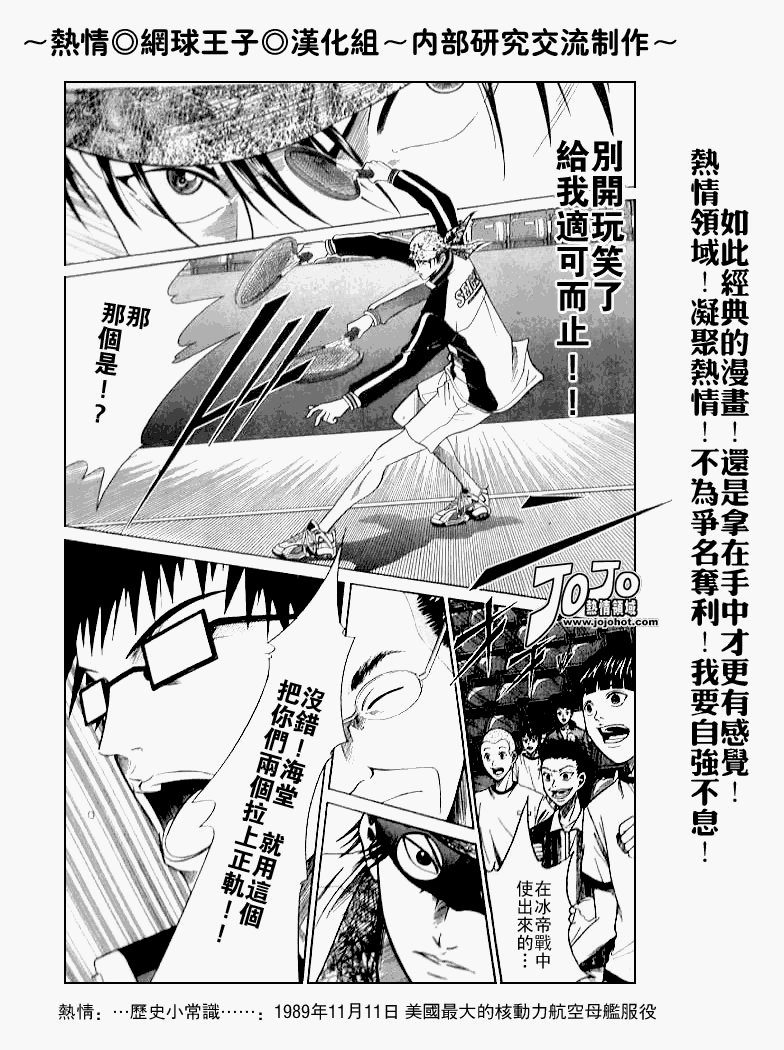 ～熱情◎網球王子◎漢化組～内部研究交流制作～
如此經典的漫畫！還是拿在手中才更有感覺！
熱情領域！凝聚熱情！不為爭名奪利！我要自強不息！
別開玩笑了
給我適可而止！！
那
那個是！？
SEIGA
JOJO
熱情領域
www.jojohot.com
沒錯！海堂 就用這個
把你們兩個拉上正軌！！
在冰帝戰中
使出來的…
熱情：…歷史小常識……：1989年11月11日 美國最大的核動力航空母艦服役